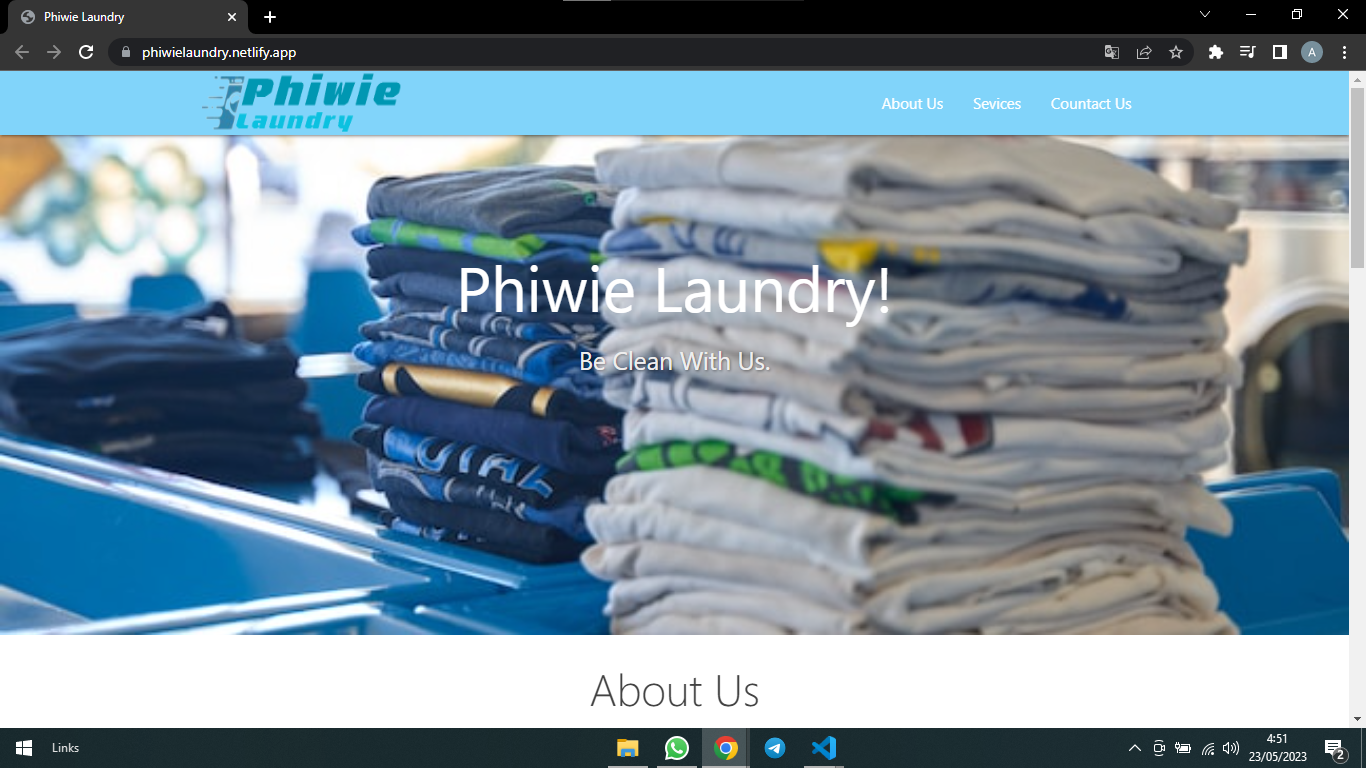 Phiwie Laundry
phiwielaundry.netlify.app
A
Phiwie
Laundry
About Us Sevices Countact Us
Phiwie Laundry!
Be Clean With Us.
About Us
Links
4:51
23/05/2023
2